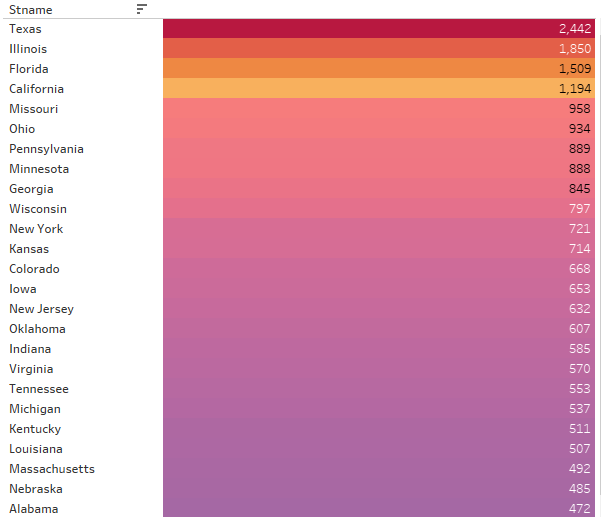 Stname
Texas 2,442
Illinois 1,850
Florida 1,509
California 1,194
Missouri 958
Ohio 934
Pennsylvania 889
Minnesota 888
Georgia 845
Wisconsin 797
New York 721
Kansas 714
Colorado 668
Iowa 653
New Jersey 632
Oklahoma 607
Indiana 585
Virginia 570
Tennessee 553
Michigan 537
Kentucky 511
Louisiana 507
Massachusetts 492
Nebraska 485
Alabama 472